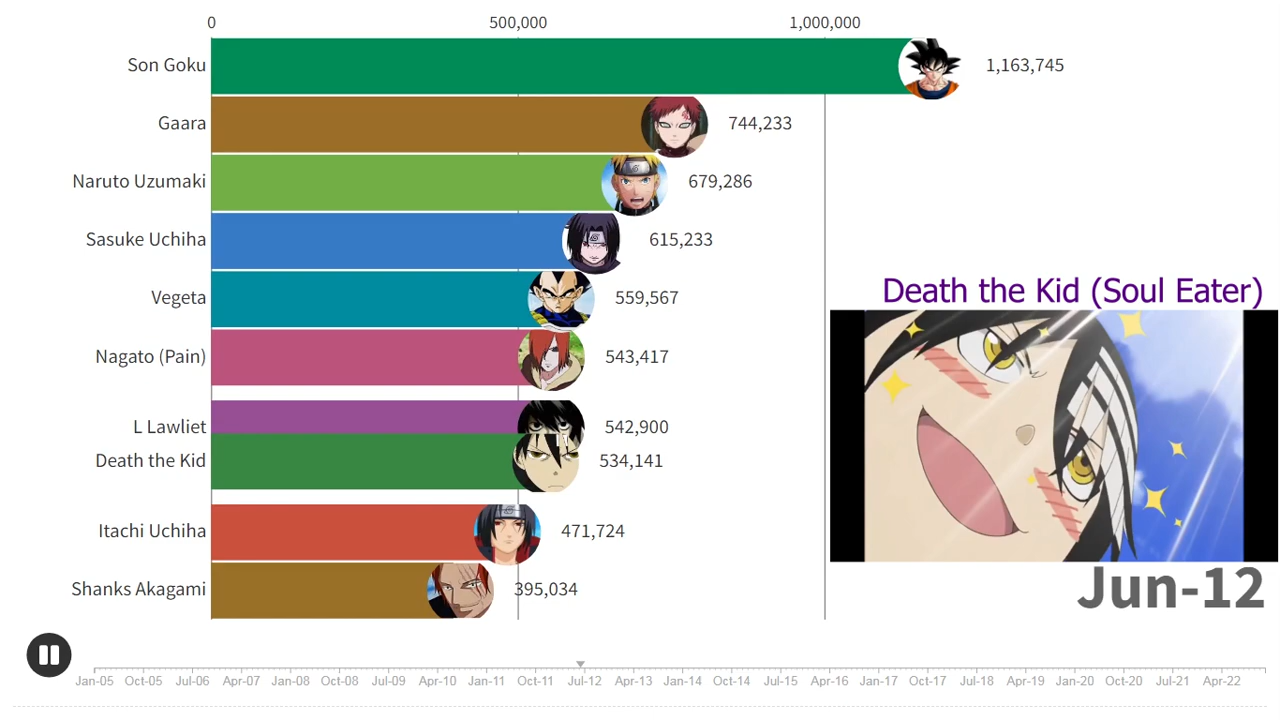 0 500,000 1,000,000
Son Goku 1,163,745
Gaara 744,233
Naruto Uzumaki 679,286
Sasuke Uchiha 615,233
Vegeta 559,567
Death the Kid (Soul Eater)
Nagato (Pain) 543,417
L Lawliet 542,900
Death the Kid 534,141
Itachi Uchiha 471,724
Shanks Akagami 395,034
Jun-12
Jan-05 Oct-05 Jul-06 Apr-07 Jan-08 Oct-08 Jul-09 Apr-10 Jan-11 Oct-11 Jul-12 Apr-13 Jan-14 Oct-14 Jul-15 Apr-16 Jan-17 Oct-17 Jul-18 Apr-19 Jan-20 Oct-20 Jul-21 Apr-22